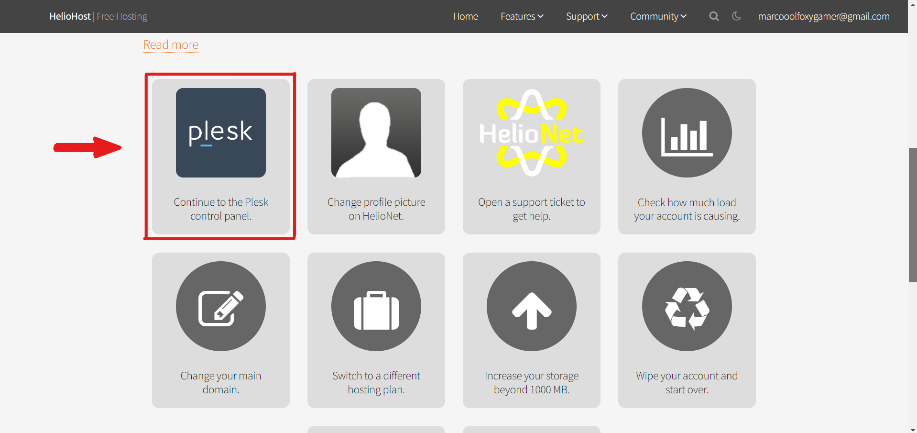 HelioHost | Free Hosting
Home
Features
Support
Community
marcooolfoxygamer@gmail.com
Read more
plesk
HelioNet
Continue to the Plesk
control panel.
Change profile picture
on HelioNet.
Open a support ticket to
get help.
Check how much load
your account is causing.
Change your main
domain.
Switch to a different
hosting plan.
Increase your storage
beyond 1000 MB.
Wipe your account and
start over.